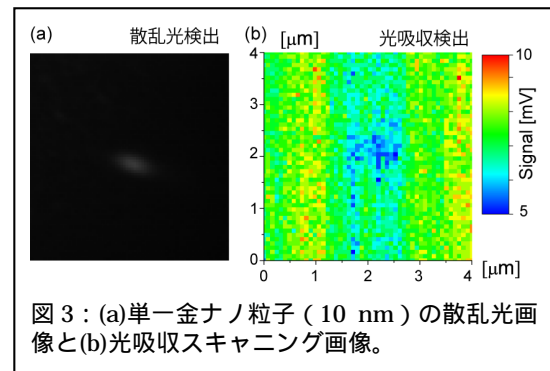 (a)
散乱光検出
(b)
[μm]
光吸収検出
4
3
2
1
0
0
1
2
3
4
[μm]
10
Signal [mV]
5
図 3：(a)単一金ナノ粒子（10 nm）の散乱光画
像と(b)光吸収スキャニング画像。